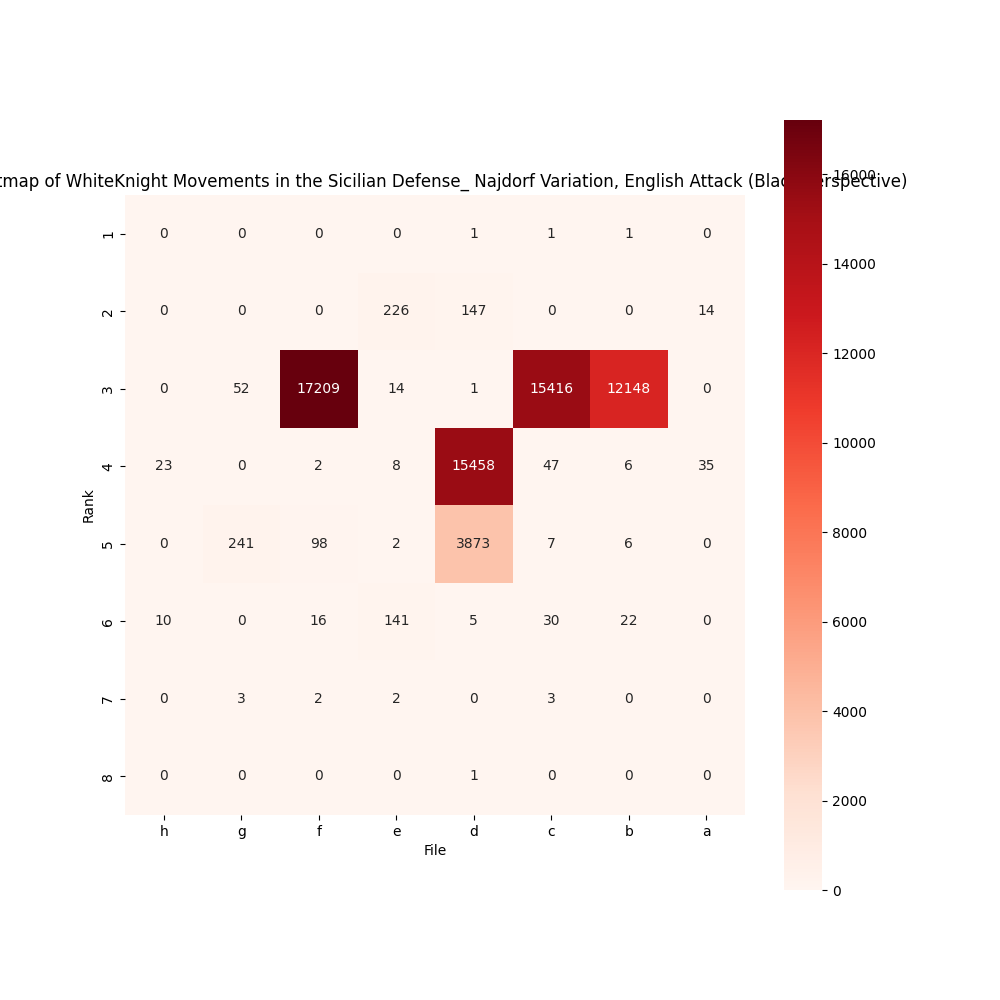 tmap of WhiteKnight Movements in the Sicilian Defense_ Najdorf Variation, English Attack (Black Perspective)
16000
1 0 0 0 0 1 1 1 0
14000
2 0 0 0 226 147 0 0 14
12000
3 0 52 17209 14 1 15416 12148 0
10000
4 23 0 2 8 15458 47 6 35
Rank
8000
5 0 241 98 2 3873 7 6 0
6000
6 10 0 16 141 5 30 22 0
7 0 3 2 2 0 3 0 0
4000
8 0 0 0 0 1 0 0 0
2000
h g f e d c b a
File
0